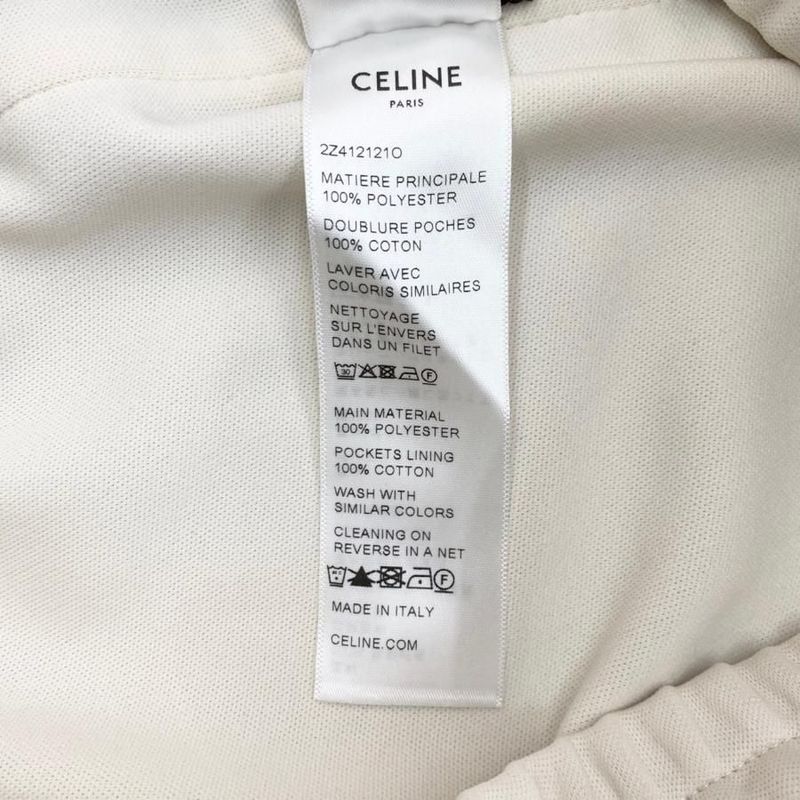 CELINE
PARIS
2Z412121O
MATIERE PRINCIPALE
100% POLYESTER
DOUBLURE POCHES
100% COTON
LAVER AVEC
COLORIS SIMILAIRES
NETTOYAGE
SUR L'ENVERS
DANS UN FILET
30 F
MAIN MATERIAL
100% POLYESTER
POCKETS LINING
100% COTTON
WASH WITH
SIMILAR COLORS
CLEANING ON
REVERSE IN A NET
F
MADE IN ITALY
CELINE.COM